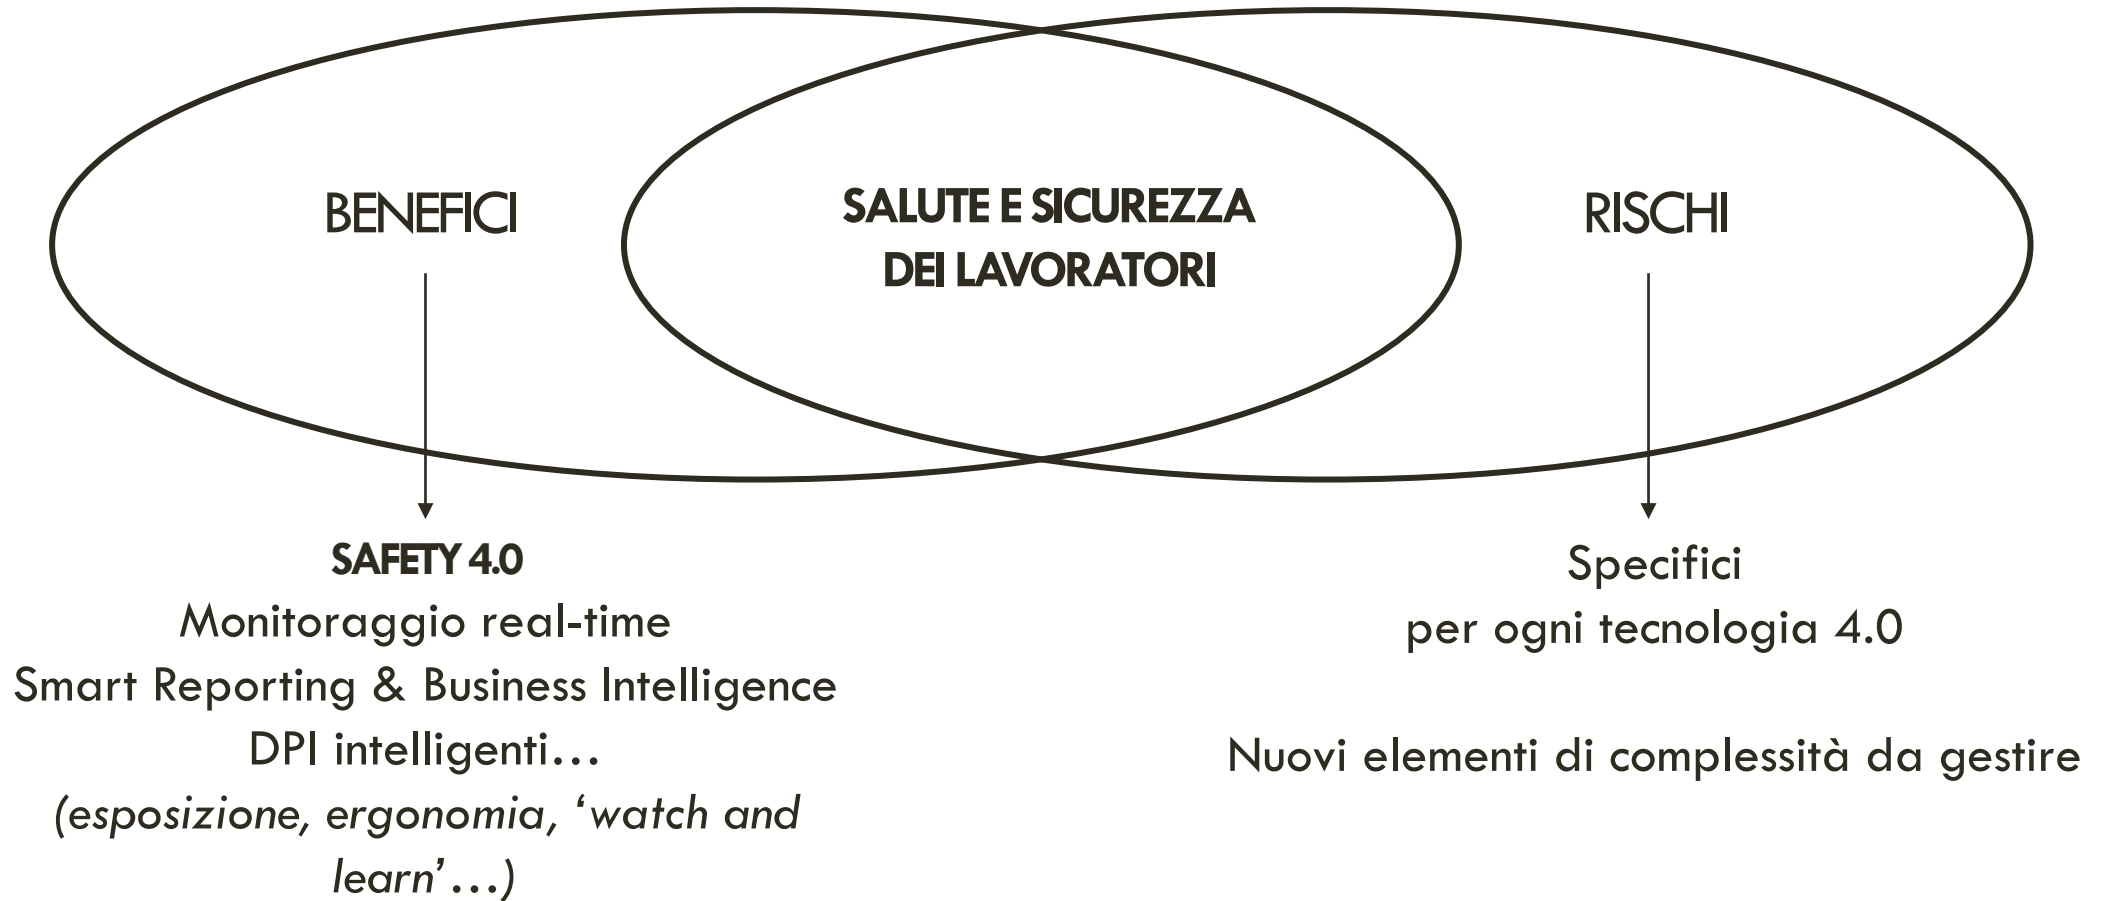 BENEFICI
SALUTE E SICUREZZA
DEI LAVORATORI
RISCHI
SAFETY 4.0
Monitoraggio real-time
Smart Reporting & Business Intelligence
DPI intelligenti…
(esposizione, ergonomia, ‘watch and
learn’…)
Specifici
per ogni tecnologia 4.0
Nuovi elementi di complessità da gestire